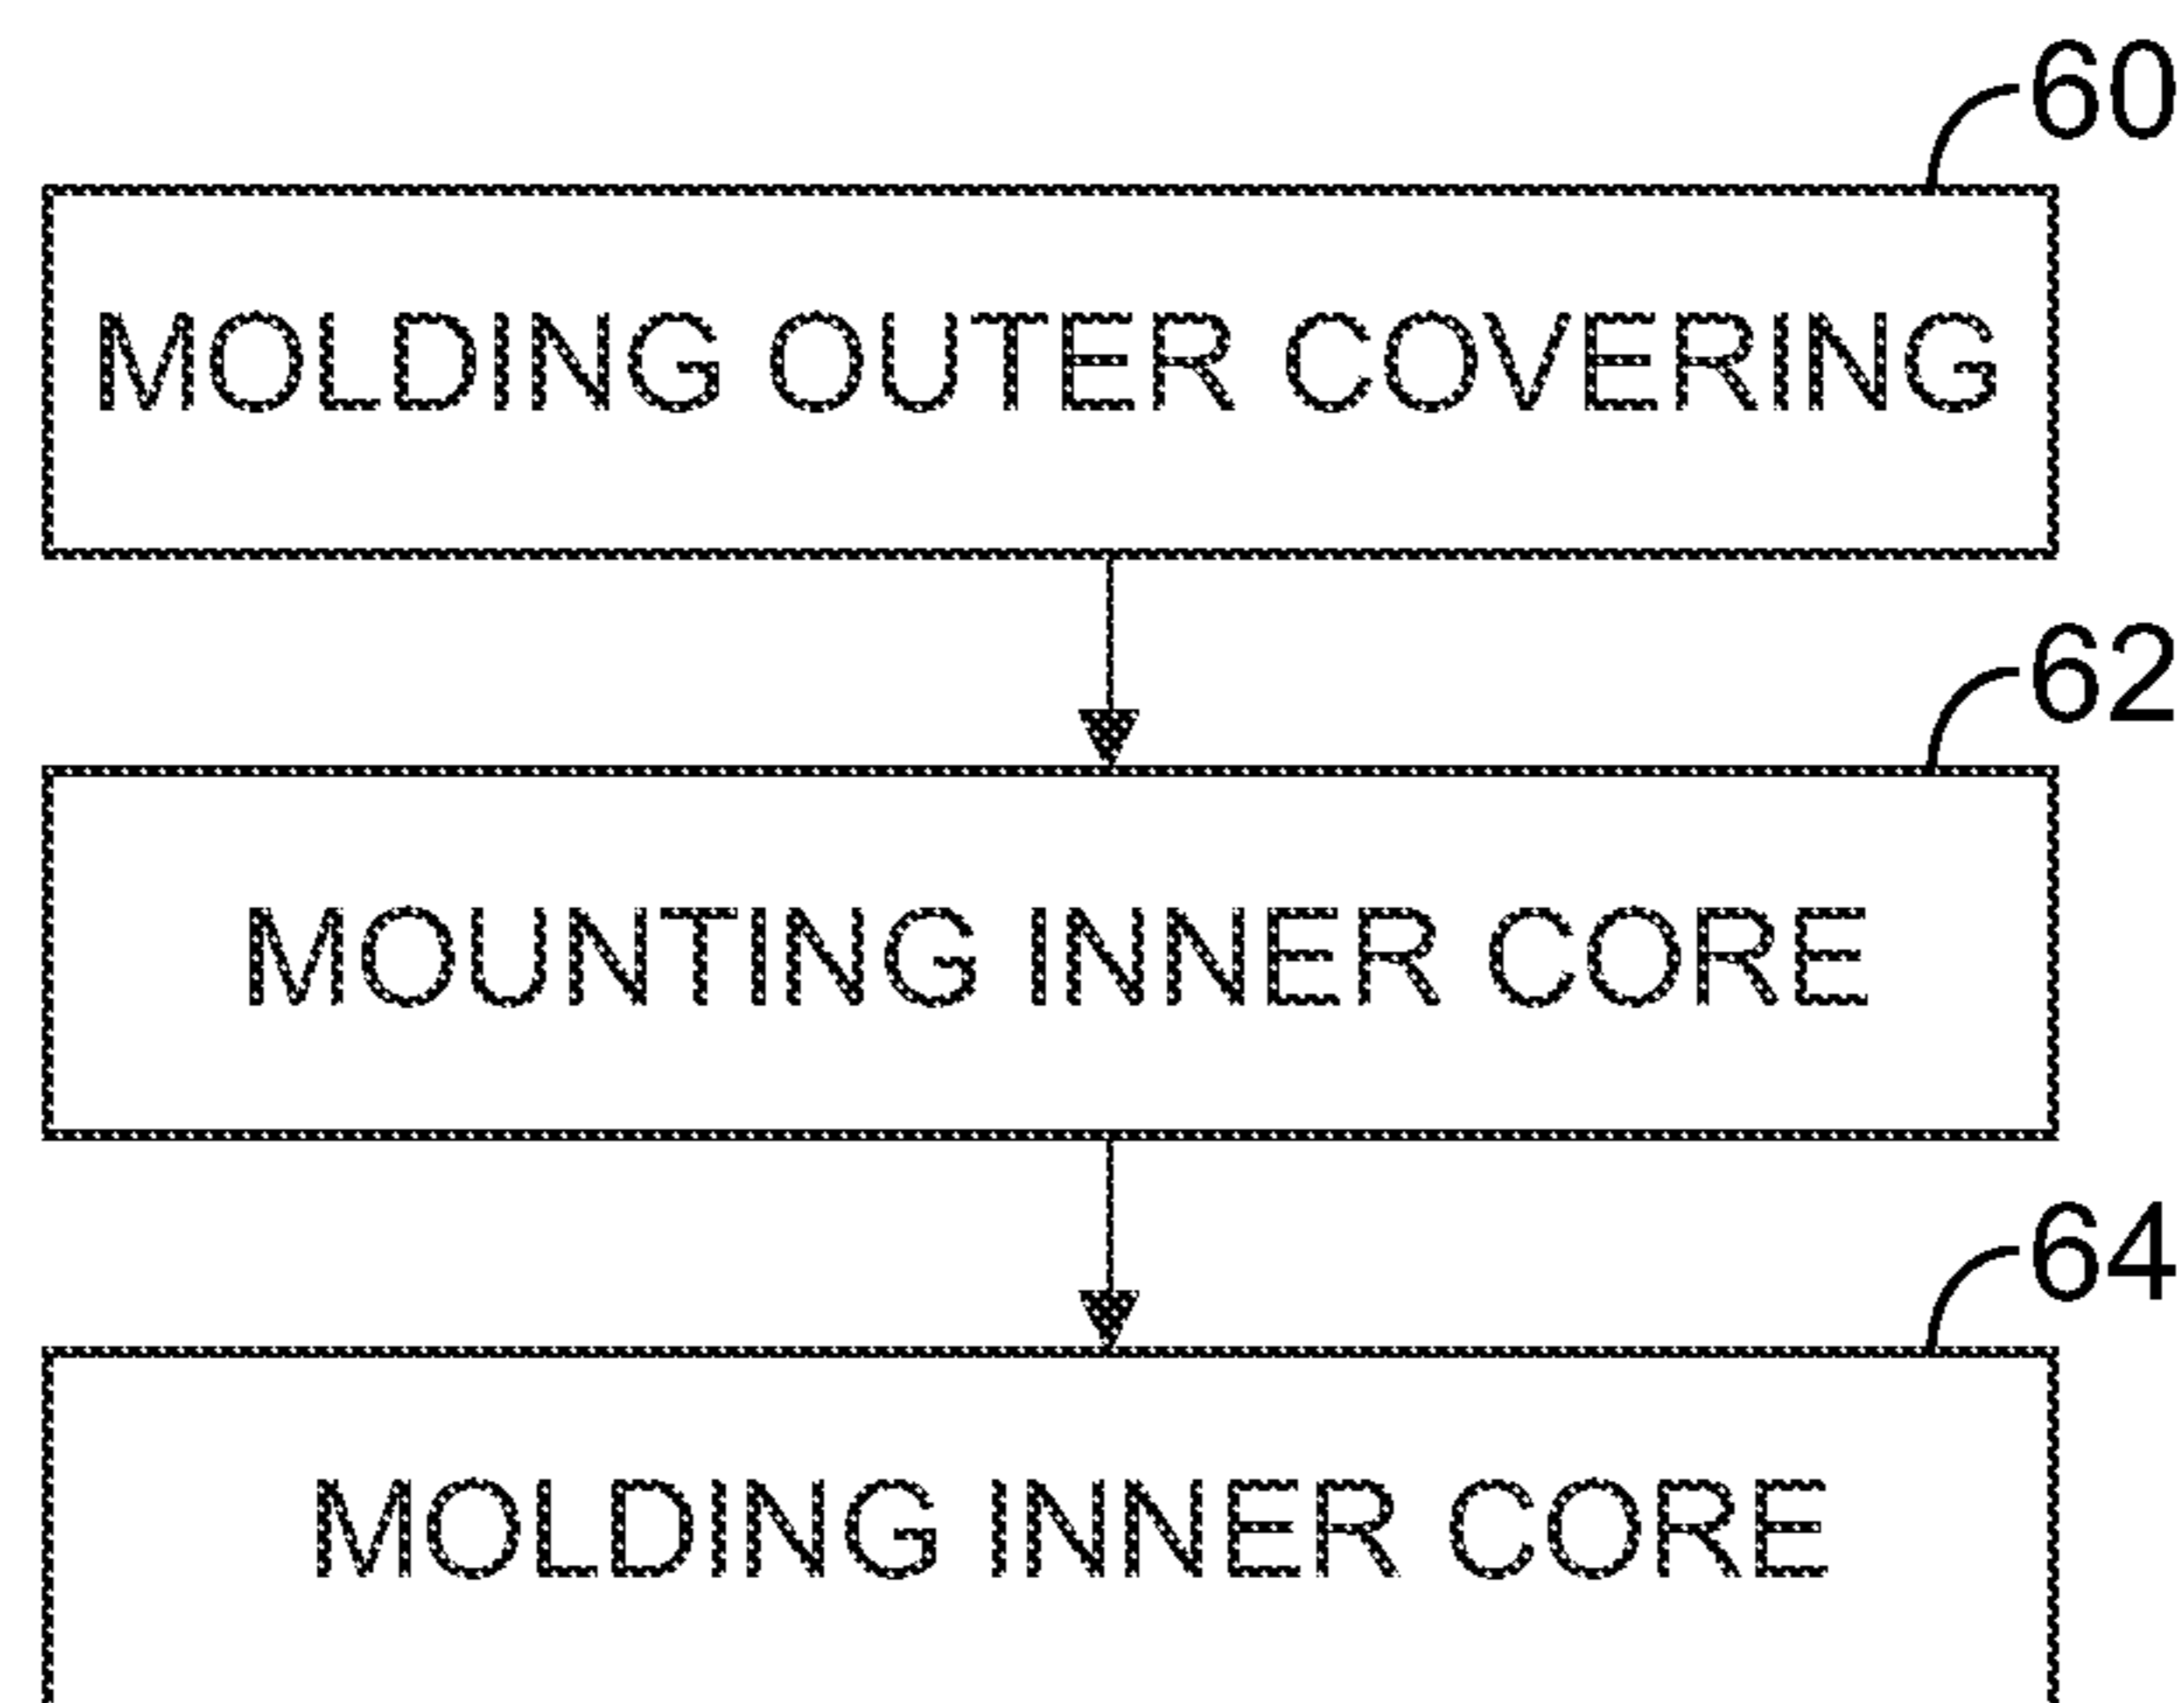 60
MOLDING OUTER COVERING
62
MOUNTING INNER CORE
64
MOLDING INNER CORE